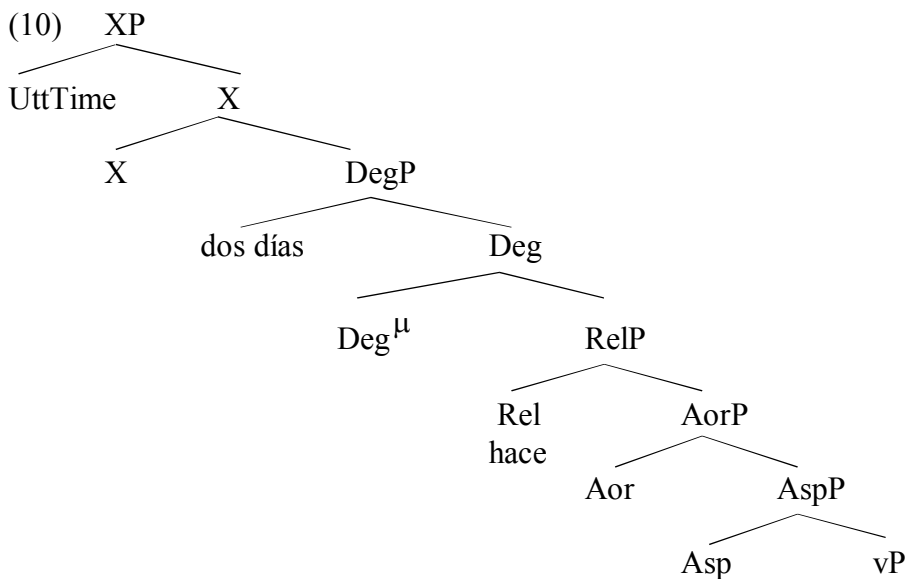 (10) XP
UttTime X
X DegP
dos días Deg
Deg^μ RelP
Rel AorP
hace
Aor AspP
Asp vP